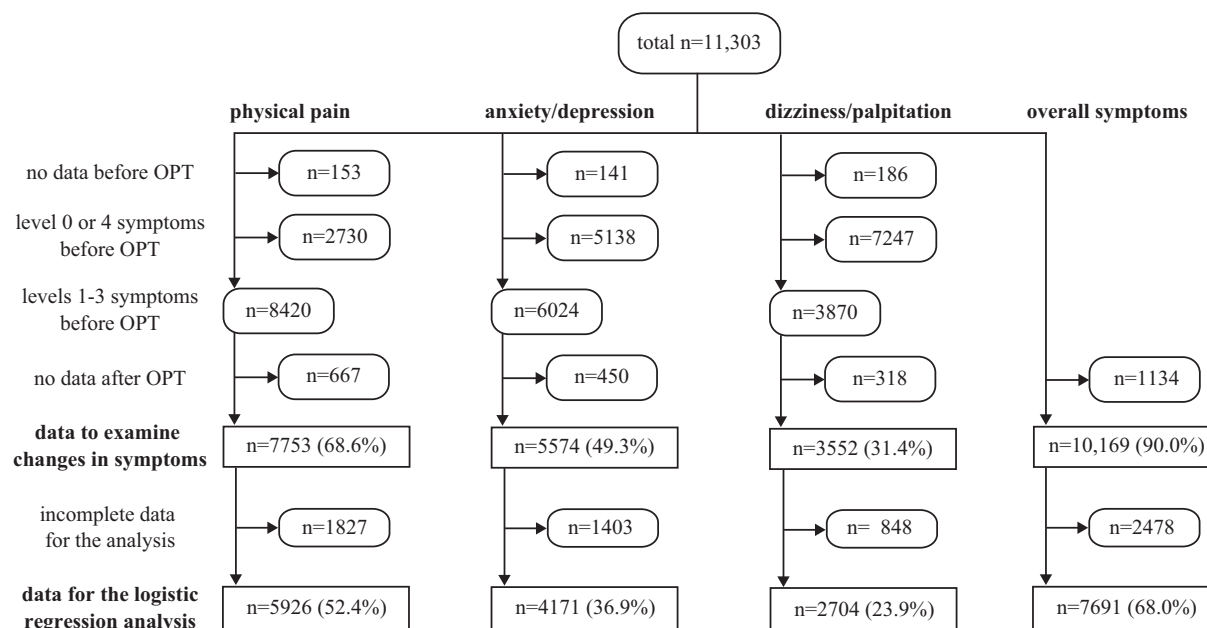 total n=11,303
physical pain
anxiety/depression
dizziness/palpitation
overall symptoms
no data before OPT
n=153
n=141
n=186
level 0 or 4 symptoms
before OPT
n=2730
n=5138
n=7247
levels 1-3 symptoms
before OPT
n=8420
n=6024
n=3870
no data after OPT
n=667
n=450
n=318
n=1134
data to examine
changes in symptoms
n=7753 (68.6%)
n=5574 (49.3%)
n=3552 (31.4%)
n=10,169 (90.0%)
incomplete data
for the analysis
n=1827
n=1403
n= 848
n=2478
data for the logistic
regression analysis
n=5926 (52.4%)
n=4171 (36.9%)
n=2704 (23.9%)
n=7691 (68.0%)